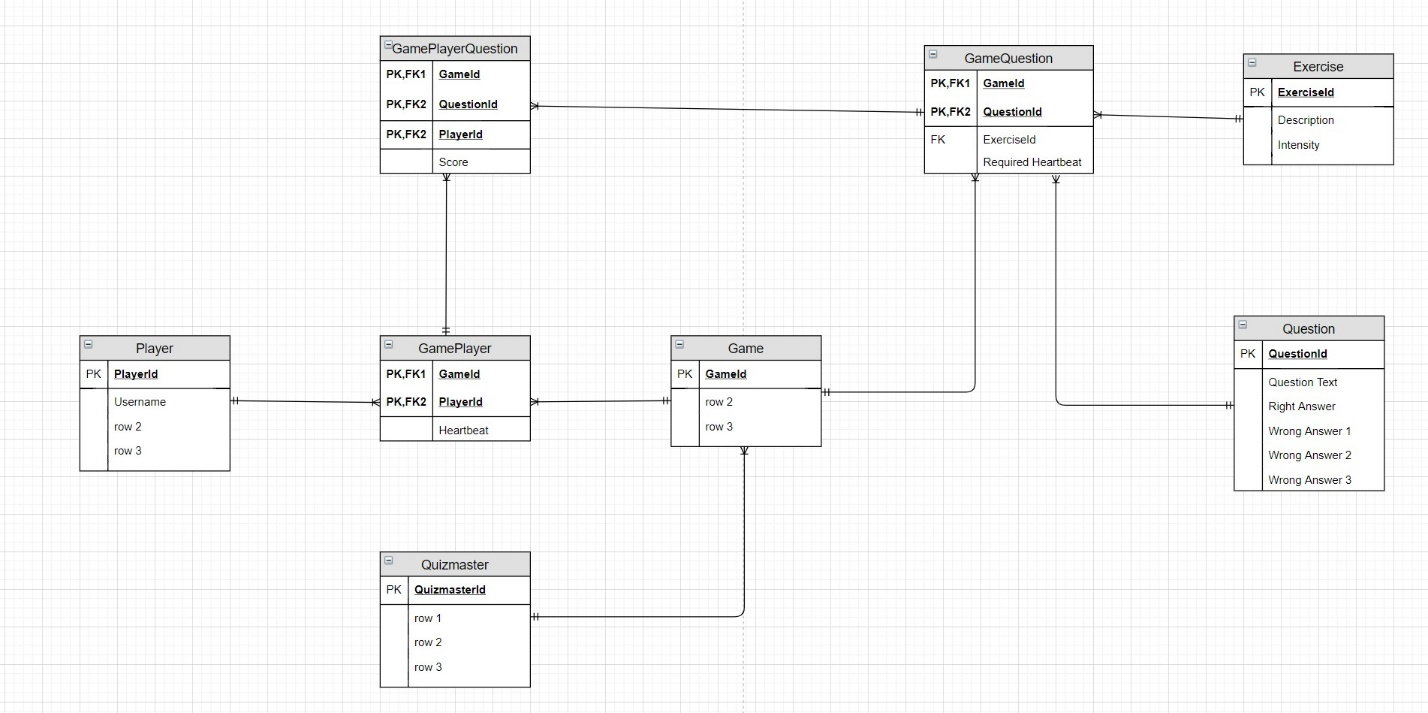 GamePlayerQuestion
PK,FK1 GameId
PK,FK2 QuestionId
PK,FK2 PlayerId
Score
GameQuestion
PK,FK1 GameId
PK,FK2 QuestionId
FK ExerciseId
Required Heartbeat
Exercise
PK ExerciseId
Description
Intensity
Player
PK PlayerId
Username
row 2
row 3
GamePlayer
PK,FK1 GameId
PK,FK2 PlayerId
Heartbeat
Game
PK GameId
row 2
row 3
Question
PK QuestionId
Question Text
Right Answer
Wrong Answer 1
Wrong Answer 2
Wrong Answer 3
Quizmaster
PK QuizmasterId
row 1
row 2
row 3